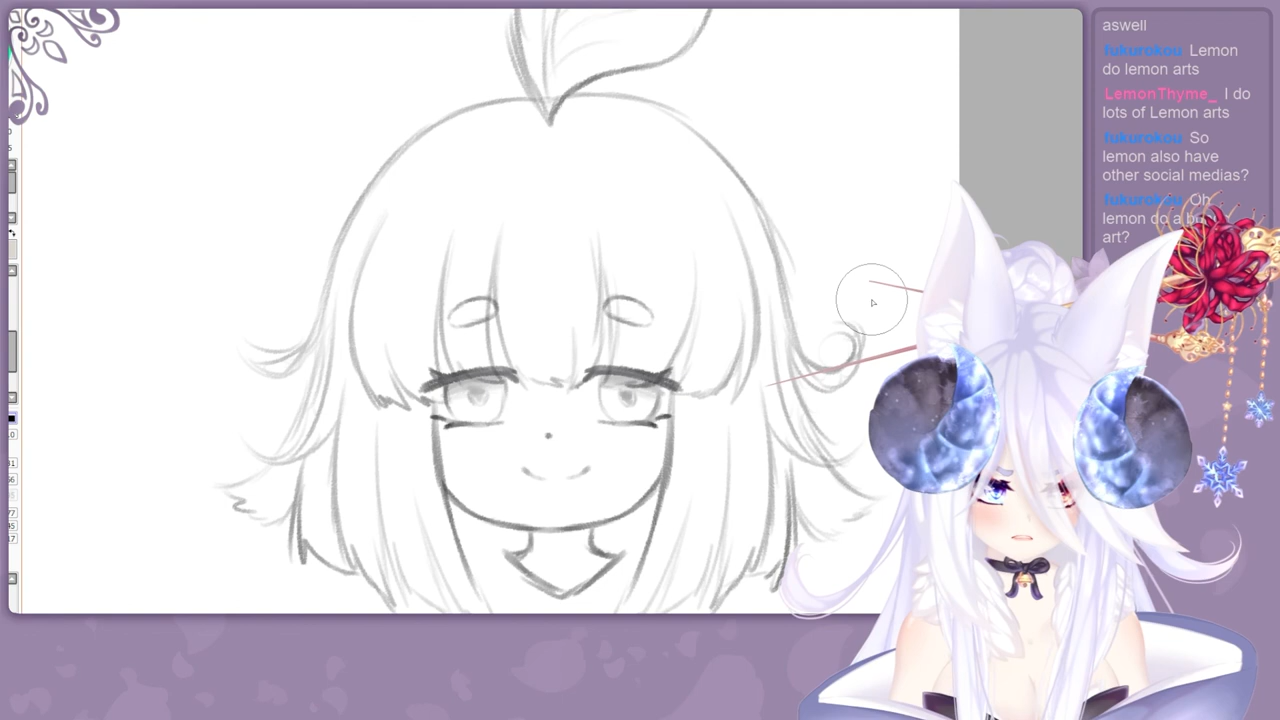 aswell
fukurokou Lemon
do lemon arts
LemonThyme_ I do
lots of Lemon arts
fukurokou So
lemon also have
other social medias?
fukurokou Oh
lemon do a
art?